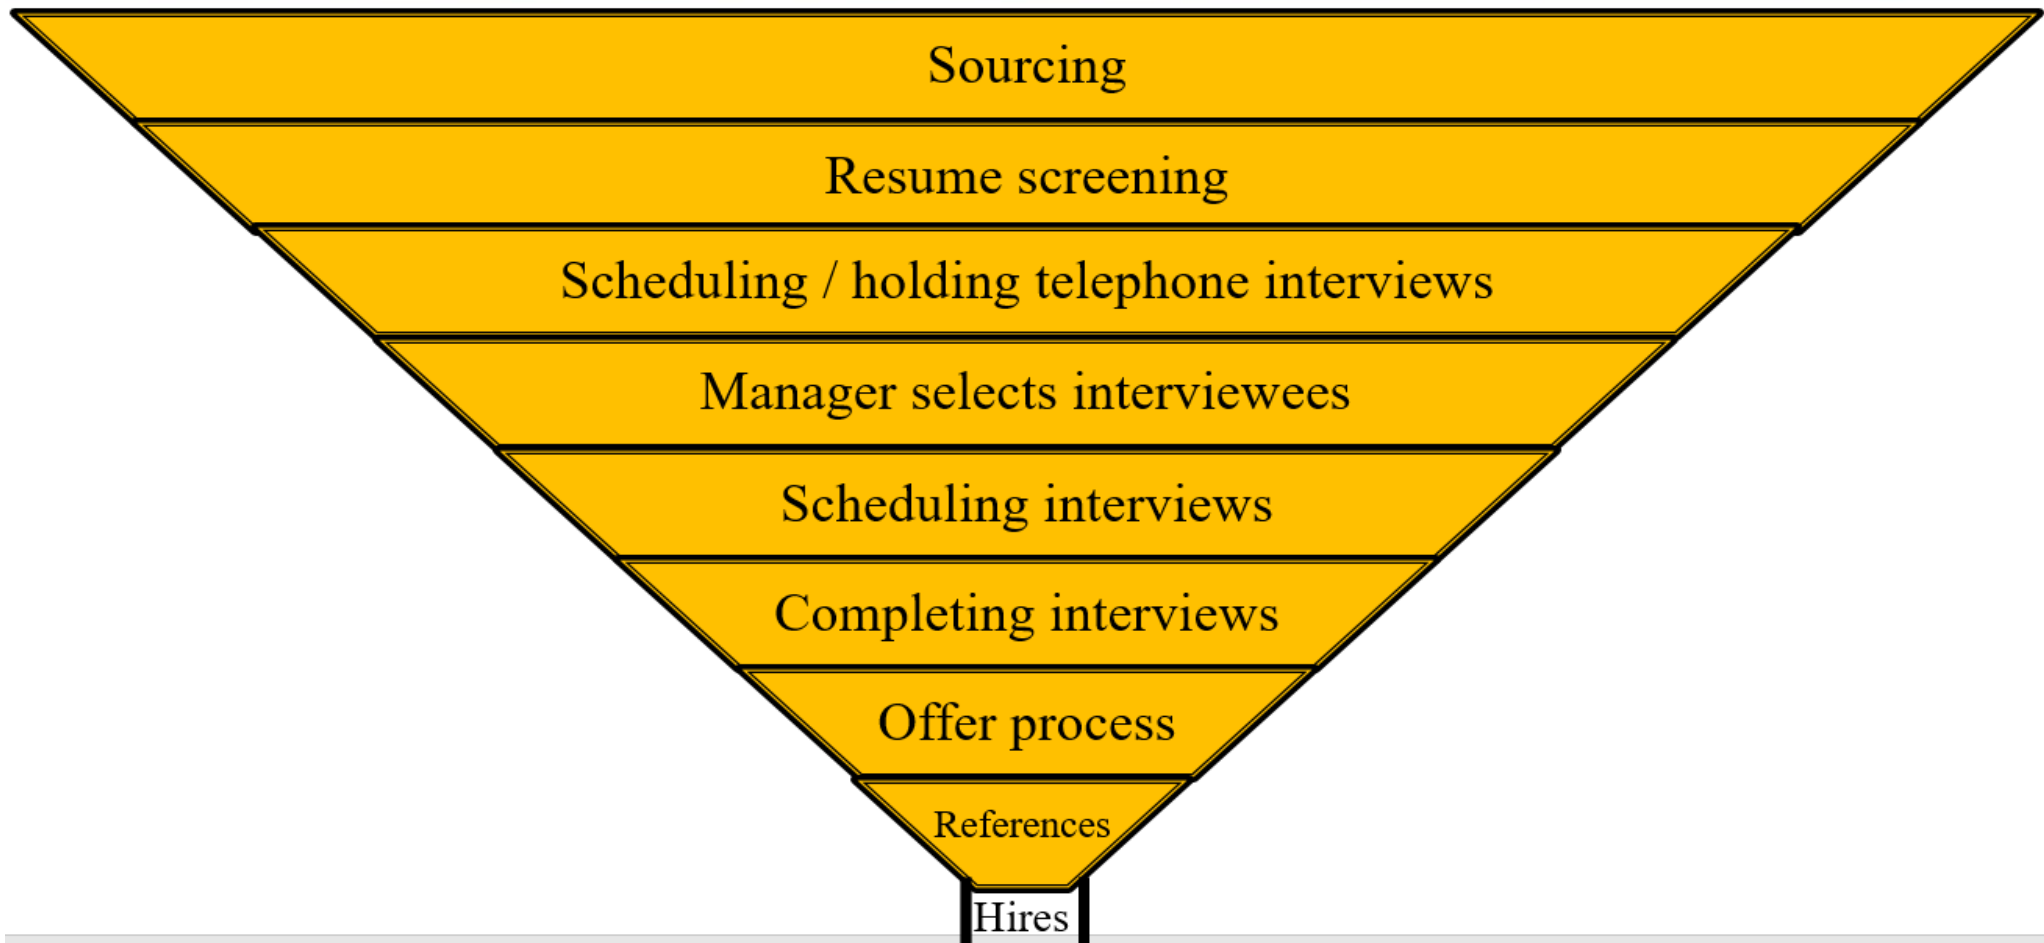 Sourcing
Resume screening
Scheduling / holding telephone interviews
Manager selects interviewees
Scheduling interviews
Completing interviews
Offer process
References
Hires